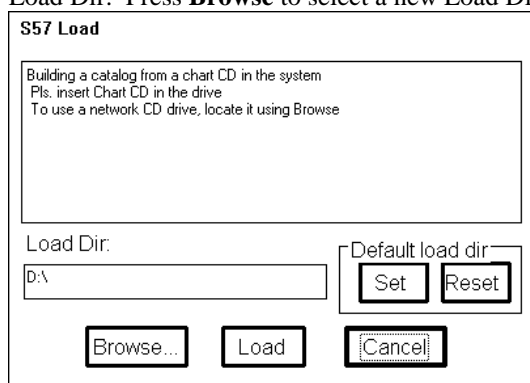 Load Dir. Press Browse to select a new Load Di
S57 Load
Building a catalog from a chart CD in the system
Pls. insert Chart CD in the drive
To use a network CD drive, locate it using Browse
Load Dir:
Default load dir
D:\
Set Reset
Browse... Load Cancel